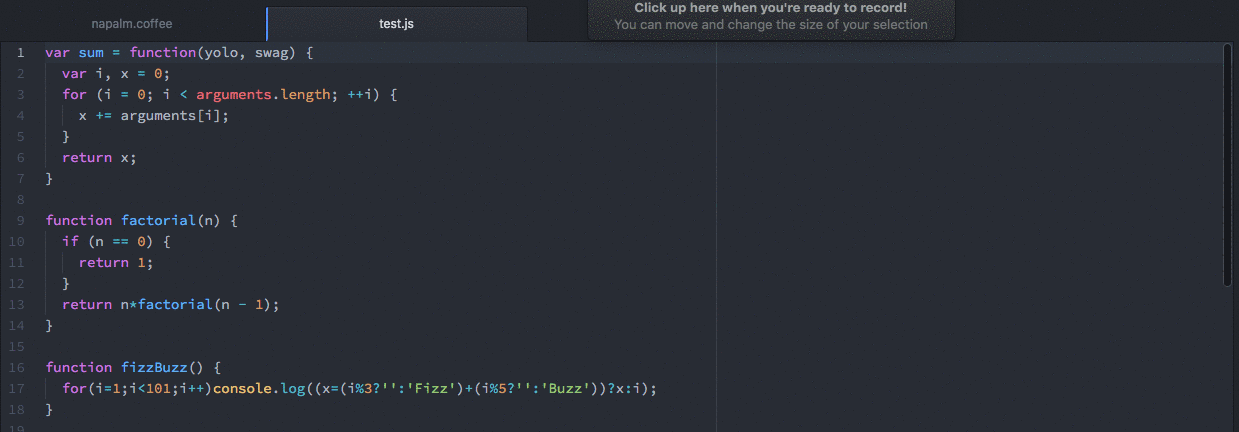 napalm.coffee
test.js
Click up here when you're ready to record!
You can move and change the size of your selection
1 var sum = function(yolo, swag) {
2 var i, x = 0;
3 for (i = 0; i < arguments.length; ++i) {
4 x += arguments[i];
5 }
6 return x;
7 }
8
9 function factorial(n) {
10 if (n == 0) {
11 return 1;
12 }
13 return n*factorial(n - 1);
14 }
15
16 function fizzBuzz() {
17 for(i=1;i<101;i++)console.log((x=(i%3?'':'Fizz')+(i%5?'':'Buzz'))?x:i);
18 }
19